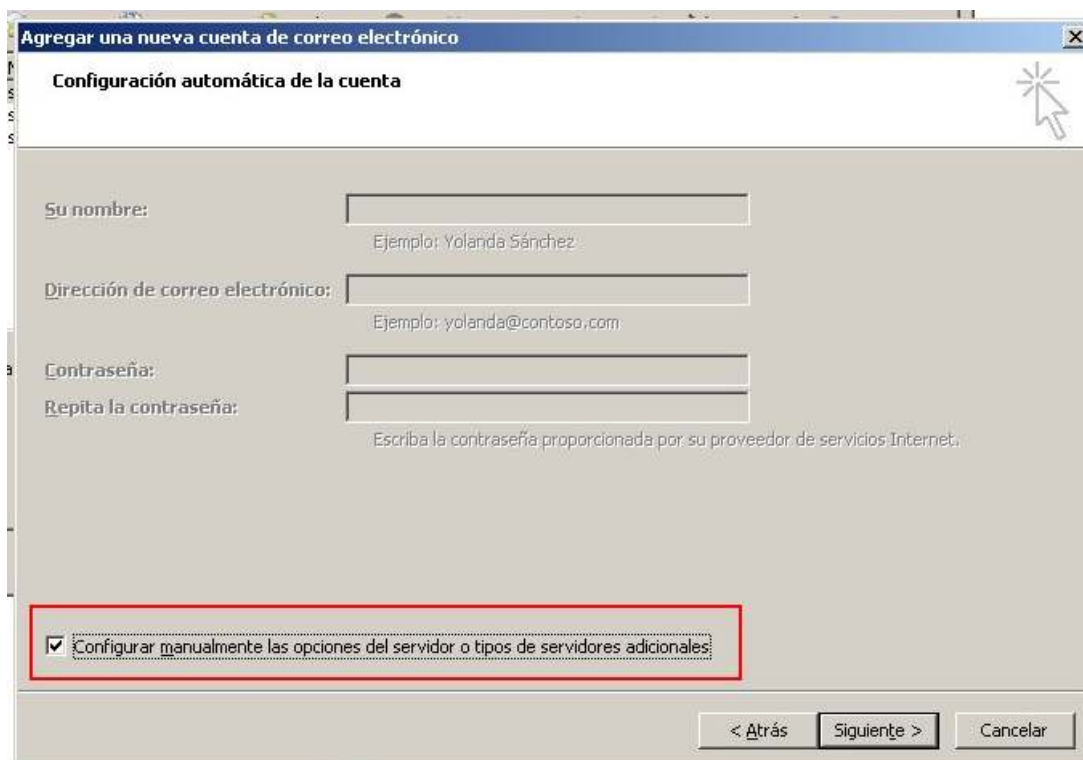 Agregar una nueva cuenta de correo electrónico
Configuración automática de la cuenta
Su nombre:
Ejemplo: Yolanda Sánchez
Dirección de correo electrónico:
Ejemplo: yolanda@contoso.com
Contraseña:
Repita la contraseña:
Escriba la contraseña proporcionada por su proveedor de servicios Internet.
Configurar manualmente las opciones del servidor o tipos de servidores adicionales
< Atrás Siguiente > Cancelar